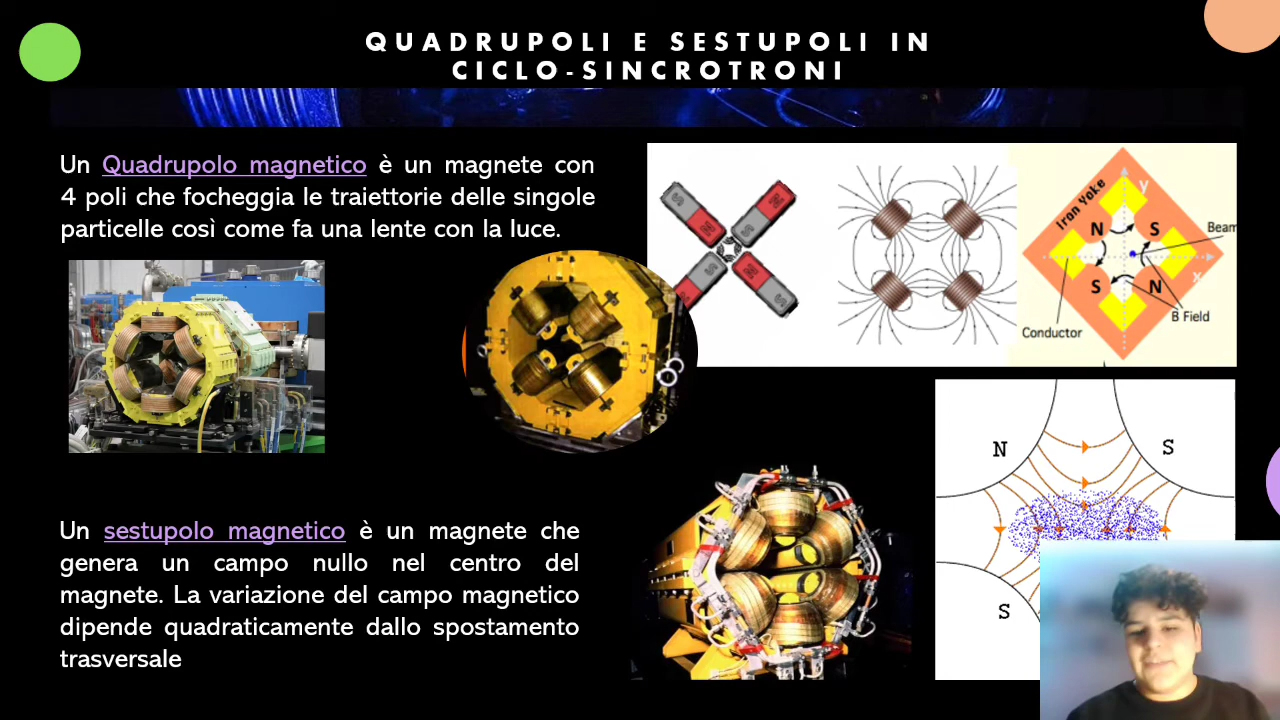 QUADRUPOLI E SESTUPOLI IN
CICLO-SINCROTRONI
Un Quadrupolo magnetico è un magnete con
4 poli che focheggia le traiettorie delle singole
particelle così come fa una lente con la luce.
S
N
N
S
S
N
Iron Yoke
y
N
S
Beam
x
S
N
B Field
Conductor
N
S
S
Un sestupolo magnetico è un magnete che
genera un campo nullo nel centro del
magnete. La variazione del campo magnetico
dipende quadraticamente dallo spostamento
trasversale